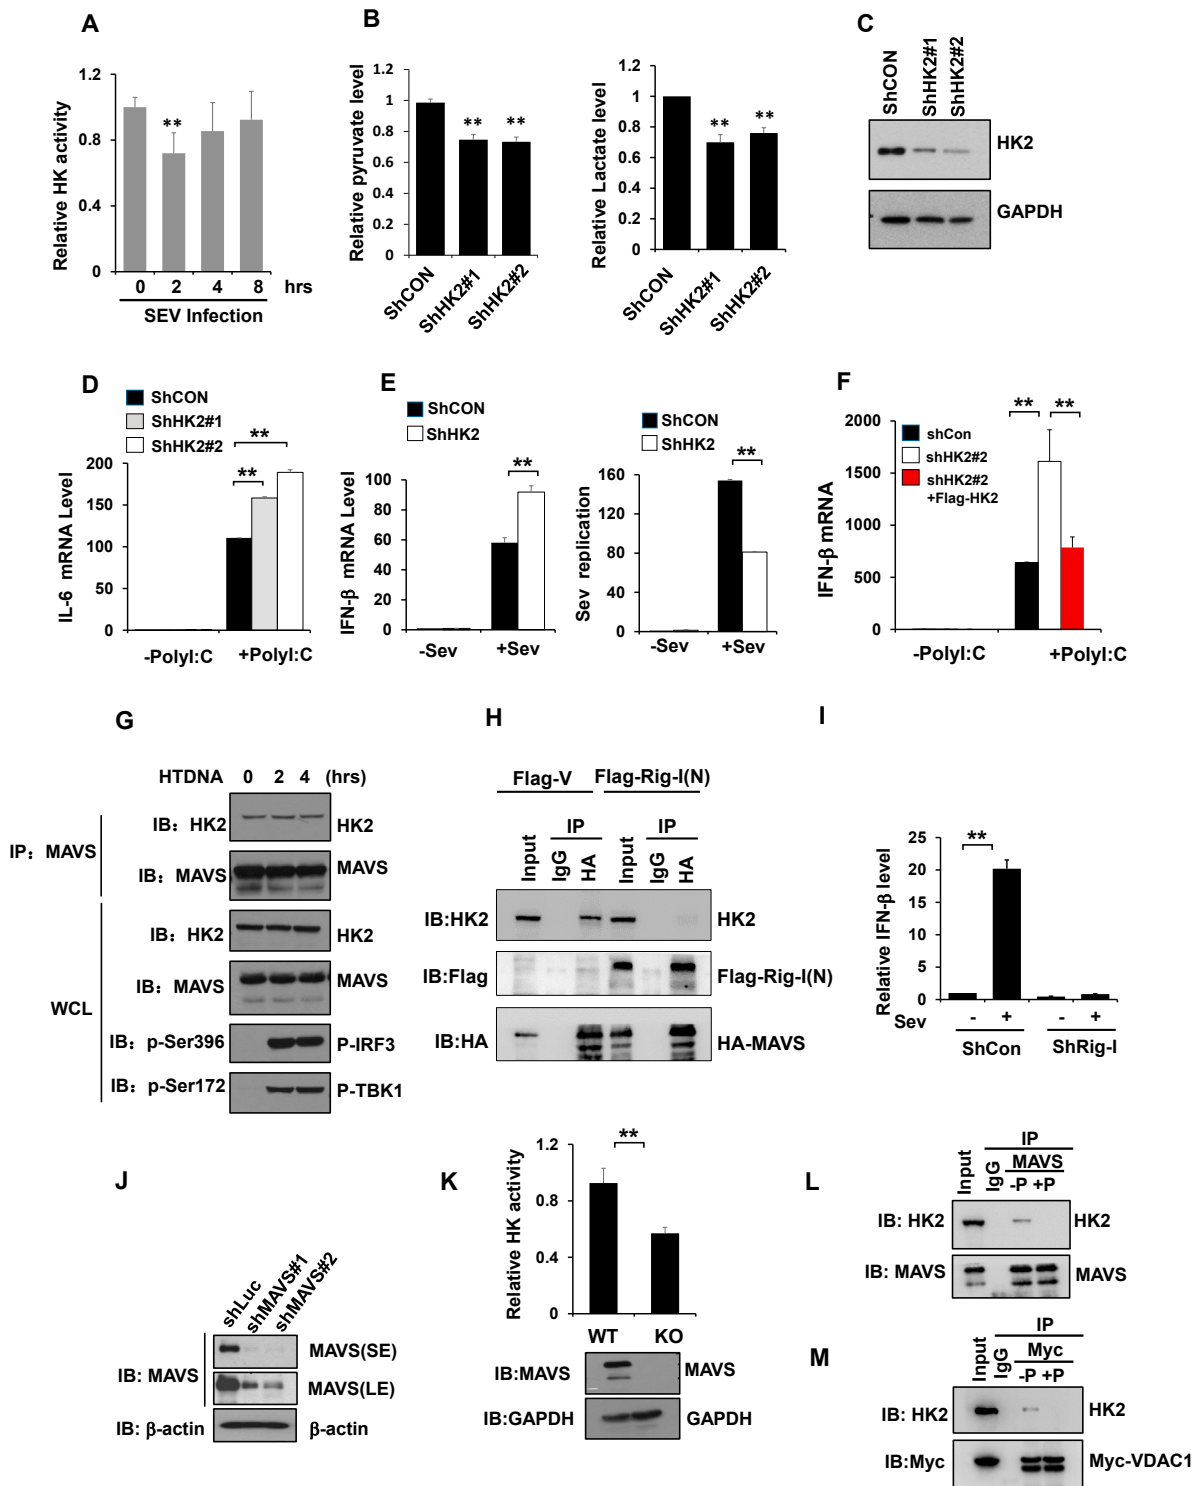 A
Relative HK activity
1.2
0.8
0.4
0
**
0 2 4 8 hrs
SEV Infection
B
Relative pyruvate level
1.2
1
0.8
0.6
0.4
0.2
0
** **
ShCON
ShHK2#1
ShHK2#2
Relative Lactate level
1.2
1
0.8
0.6
0.4
0.2
0
** **
ShCON
ShHK2#1
ShHK2#2
C
ShCON
ShHK2#1
ShHK2#2
HK2
GAPDH
D
ShCON
ShHK2#1
ShHK2#2
IL-6 mRNA Level
200
150
100
50
0
**
**
-PolyI:C +PolyI:C
E
ShCON
ShHK2
IFN-β mRNA Level
100
80
60
40
20
0
**
-Sev +Sev
ShCON
ShHK2
Sev replication
160
120
80
40
0
**
-Sev +Sev
F
shCon
shHK2#2
shHK2#2
+Flag-HK2
IFN-β mRNA
2000
1500
1000
500
0
** **
-PolyI:C +PolyI:C
G
HTDNA 0 2 4 (hrs)
IP: MAVS
IB: HK2 HK2
IB: MAVS MAVS
WCL
IB: HK2 HK2
IB: MAVS MAVS
IB: p-Ser396 P-IRF3
IB: p-Ser172 P-TBK1
H
Flag-V Flag-Rig-I(N)
IP IP
Input IgG HA Input IgG HA
IB:HK2 HK2
IB:Flag Flag-Rig-I(N)
IB:HA HA-MAVS
I
Relative IFN-β level
25
20
15
10
5
0
**
Sev - + - +
ShCon ShRig-I
J
shLuc
shMAVS#1
shMAVS#2
IB: MAVS
MAVS(SE)
MAVS(LE)
IB: β-actin β-actin
K
Relative HK activity
1.2
0.8
0.4
0
**
WT KO
IB:MAVS MAVS
IB:GAPDH GAPDH
L
IP
Input IgG MAVS
-P +P
IB: HK2 HK2
IB: MAVS MAVS
M
IP
Input IgG Myc
-P +P
IB: HK2 HK2
IB:Myc Myc-VDAC1